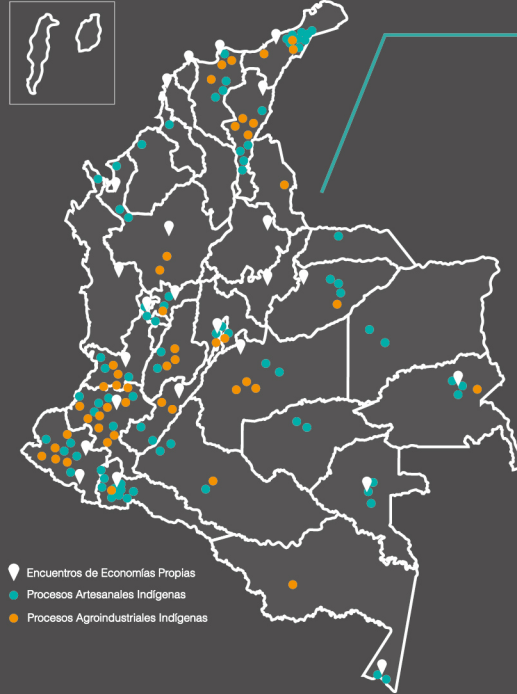 Encuentros de Economías Propias
Procesos Artesanales Indígenas
Procesos Agroindustriales Indígenas